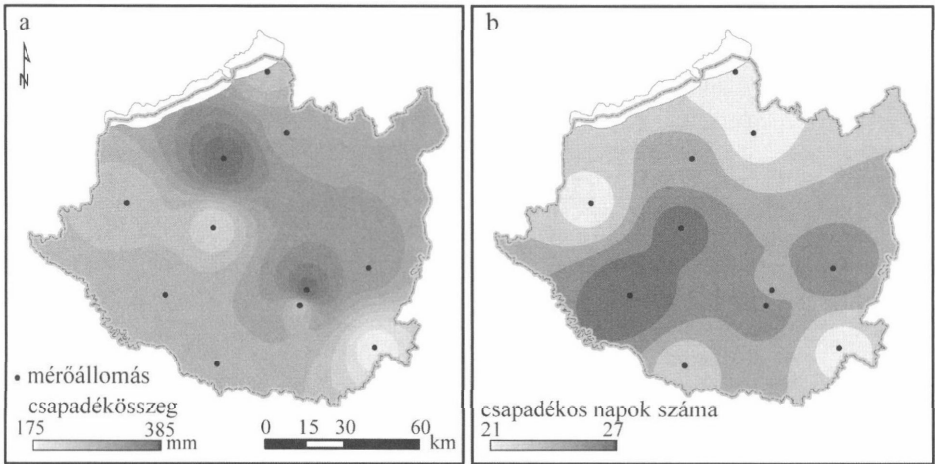 a
N
• mérőállomás
csapadékösszeg
175 385
mm
0 15 30 60
km
b
csapadékos napok száma
21 27